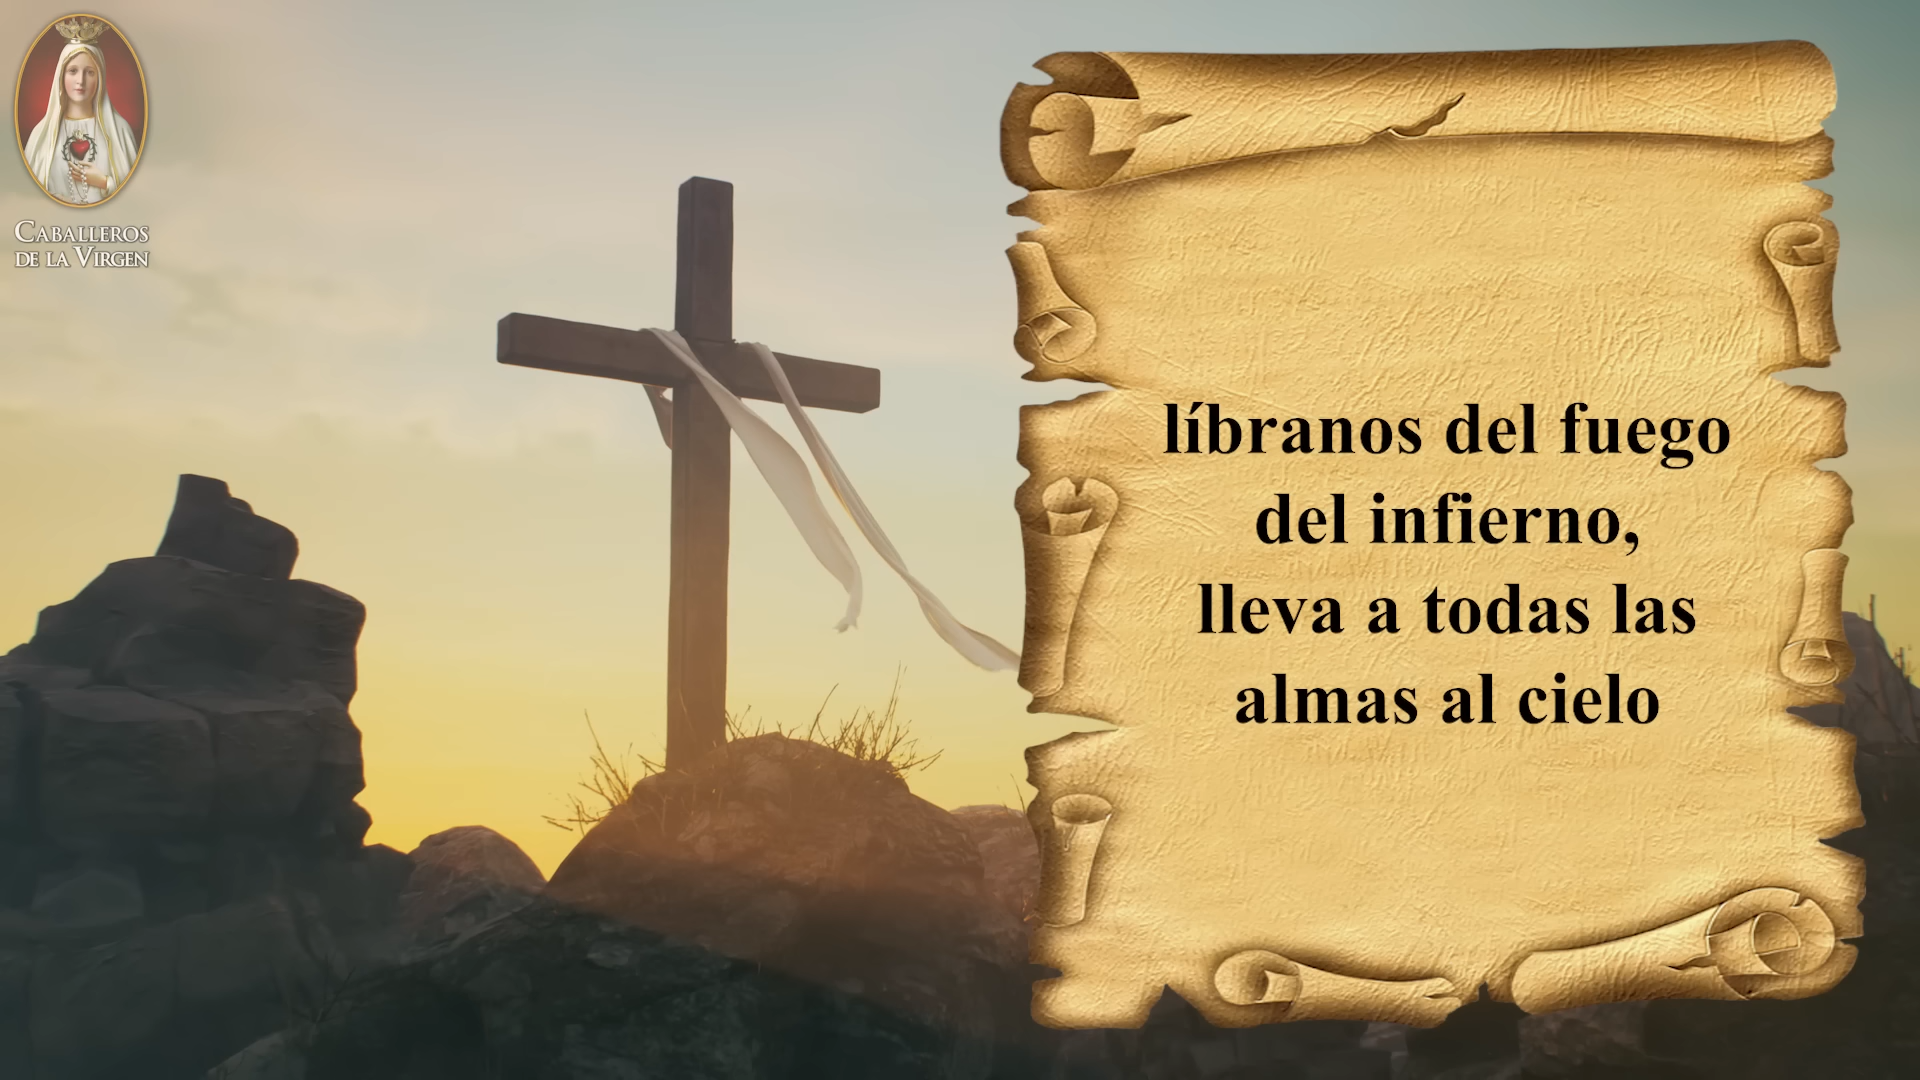 CABALLEROS
DE LA VIRGEN
líbranos del fuego
del infierno,
lleva a todas las
almas al cielo